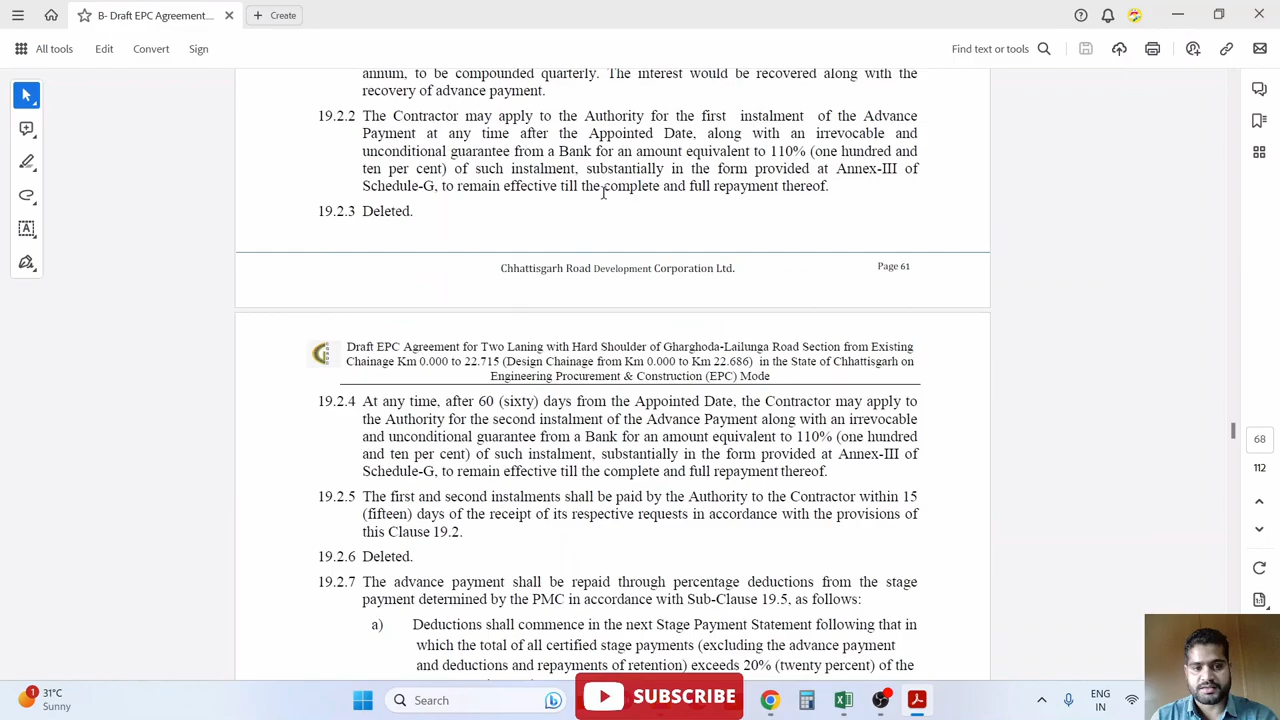 B- Draft EPC Agreement....
Create
All tools
Edit
Convert
Sign
Find text or tools
annum, to be compounded quarterly. The interest would be recovered along with the
recovery of advance payment.
19.2.2 The Contractor may apply to the Authority for the first instalment of the Advance
Payment at any time after the Appointed Date, along with an irrevocable and
unconditional guarantee from a Bank for an amount equivalent to 110% (one hundred and
ten per cent) of such instalment, substantially in the form provided at Annex-III of
Schedule-G, to remain effective till the complete and full repayment thereof.
19.2.3 Deleted.
Chhattisgarh Road Development Corporation Ltd.
Page 61
Draft EPC Agreement for Two Laning with Hard Shoulder of Gharghoda-Lailunga Road Section from Existing
Chainage Km 0.000 to 22.715 (Design Chainage from Km 0.000 to Km 22.686) in the State of Chhattisgarh on
Engineering Procurement & Construction (EPC) Mode
19.2.4 At any time, after 60 (sixty) days from the Appointed Date, the Contractor may apply to
the Authority for the second instalment of the Advance Payment along with an irrevocable
and unconditional guarantee from a Bank for an amount equivalent to 110% (one hundred
and ten per cent) of such instalment, substantially in the form provided at Annex-III of
Schedule-G, to remain effective till the complete and full repayment thereof.
19.2.5 The first and second instalments shall be paid by the Authority to the Contractor within 15
(fifteen) days of the receipt of its respective requests in accordance with the provisions of
this Clause 19.2.
19.2.6 Deleted.
19.2.7 The advance payment shall be repaid through percentage deductions from the stage
payment determined by the PMC in accordance with Sub-Clause 19.5, as follows:
a) Deductions shall commence in the next Stage Payment Statement following that in
which the total of all certified stage payments (excluding the advance payment
and deductions and repayments of retention) exceeds 20% (twenty percent) of the
68
112
1
31°C
Sunny
Search
SUBSCRIBE
ENG
IN